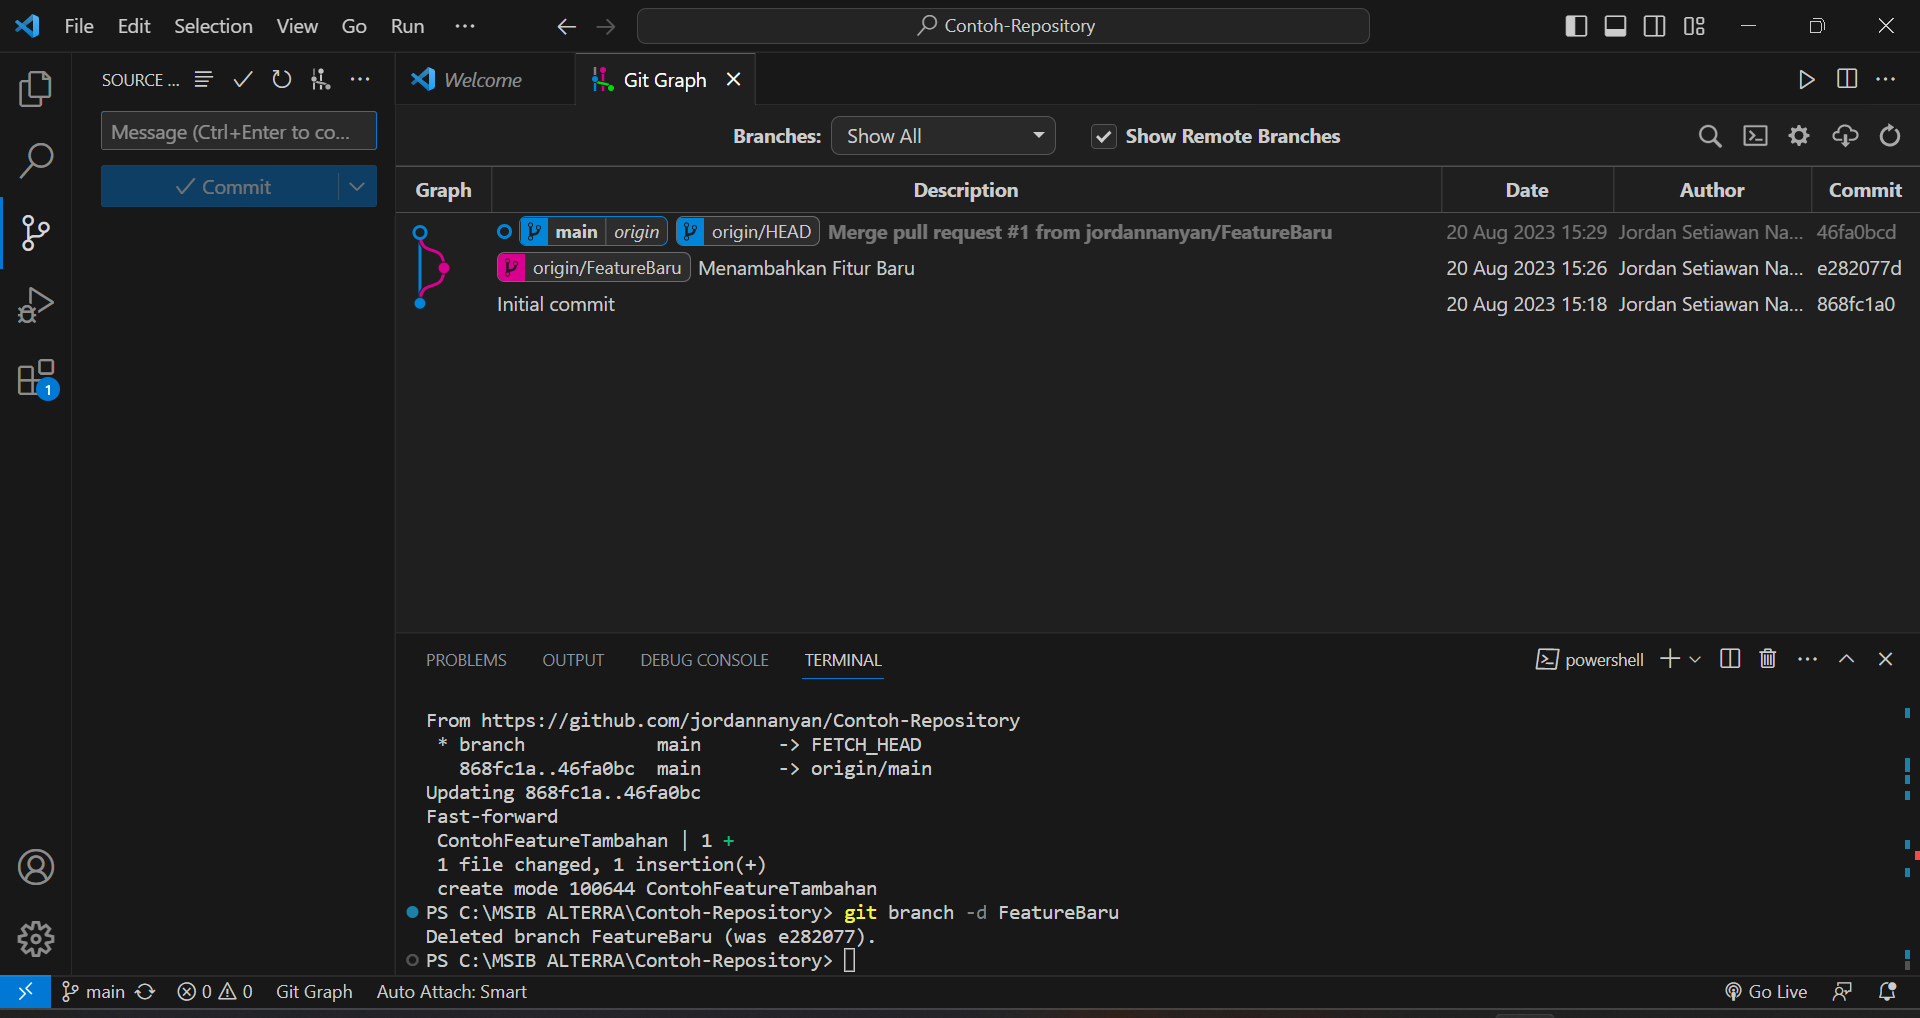 File Edit Selection View Go Run ···
Contoh-Repository
SOURCE ...
Welcome
Git Graph
Message (Ctrl+Enter to co...
Commit
Branches: Show All Show Remote Branches
Graph Description Date Author Commit
main origin origin/HEAD Merge pull request #1 from jordannanyan/FeatureBaru 20 Aug 2023 15:29 Jordan Setiawan Na... 46fa0bcd
origin/FeatureBaru Menambahkan Fitur Baru 20 Aug 2023 15:26 Jordan Setiawan Na... e282077d
Initial commit 20 Aug 2023 15:18 Jordan Setiawan Na... 868fc1a0
1
PROBLEMS OUTPUT DEBUG CONSOLE TERMINAL powershell
From https://github.com/jordannanyan/Contoh-Repository
* branch main -> FETCH_HEAD
868fc1a..46fa0bc main -> origin/main
Updating 868fc1a..46fa0bc
Fast-forward
ContohFeatureTambahan | 1 +
1 file changed, 1 insertion(+)
create mode 100644 ContohFeatureTambahan
PS C:\MSIB ALTERRA\Contoh-Repository> git branch -d FeatureBaru
Deleted branch FeatureBaru (was e282077).
PS C:\MSIB ALTERRA\Contoh-Repository>
main 0 0 Git Graph Auto Attach: Smart Go Live